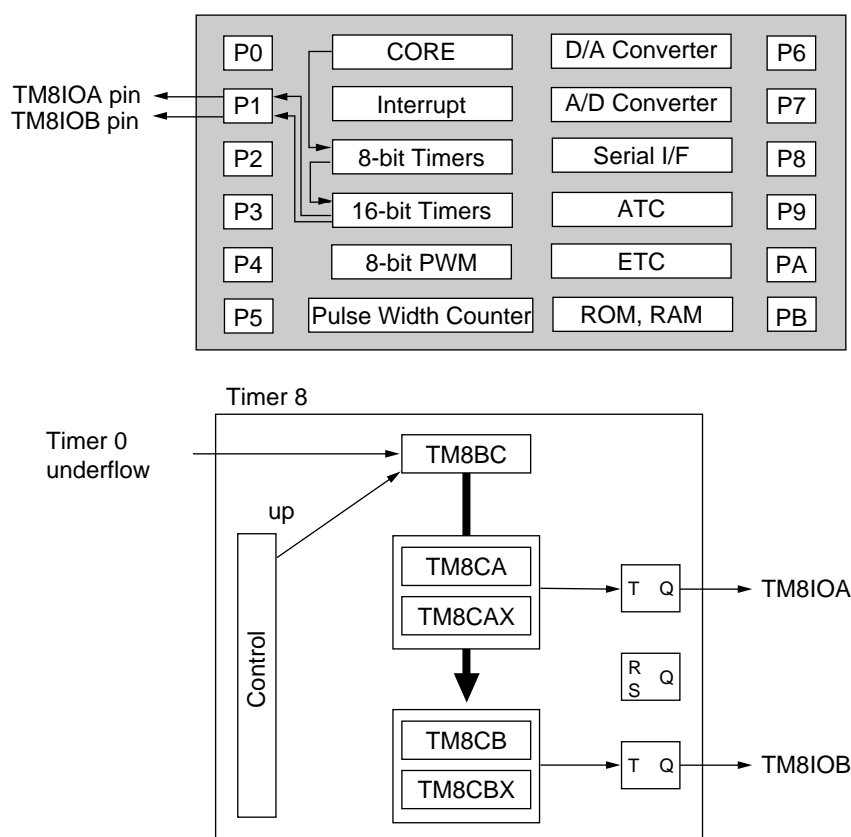 P0 CORE D/A Converter P6
TM8IOA pin P1 Interrupt A/D Converter P7
TM8IOB pin
P2 8-bit Timers Serial I/F P8
P3 16-bit Timers ATC P9
P4 8-bit PWM ETC PA
P5 Pulse Width Counter ROM, RAM PB
Timer 8
Timer 0
underflow
TM8BC
up
Control
TM8CA
TM8CAX
T Q TM8IOA
R
S Q
TM8CB
TM8CBX
T Q TM8IOB